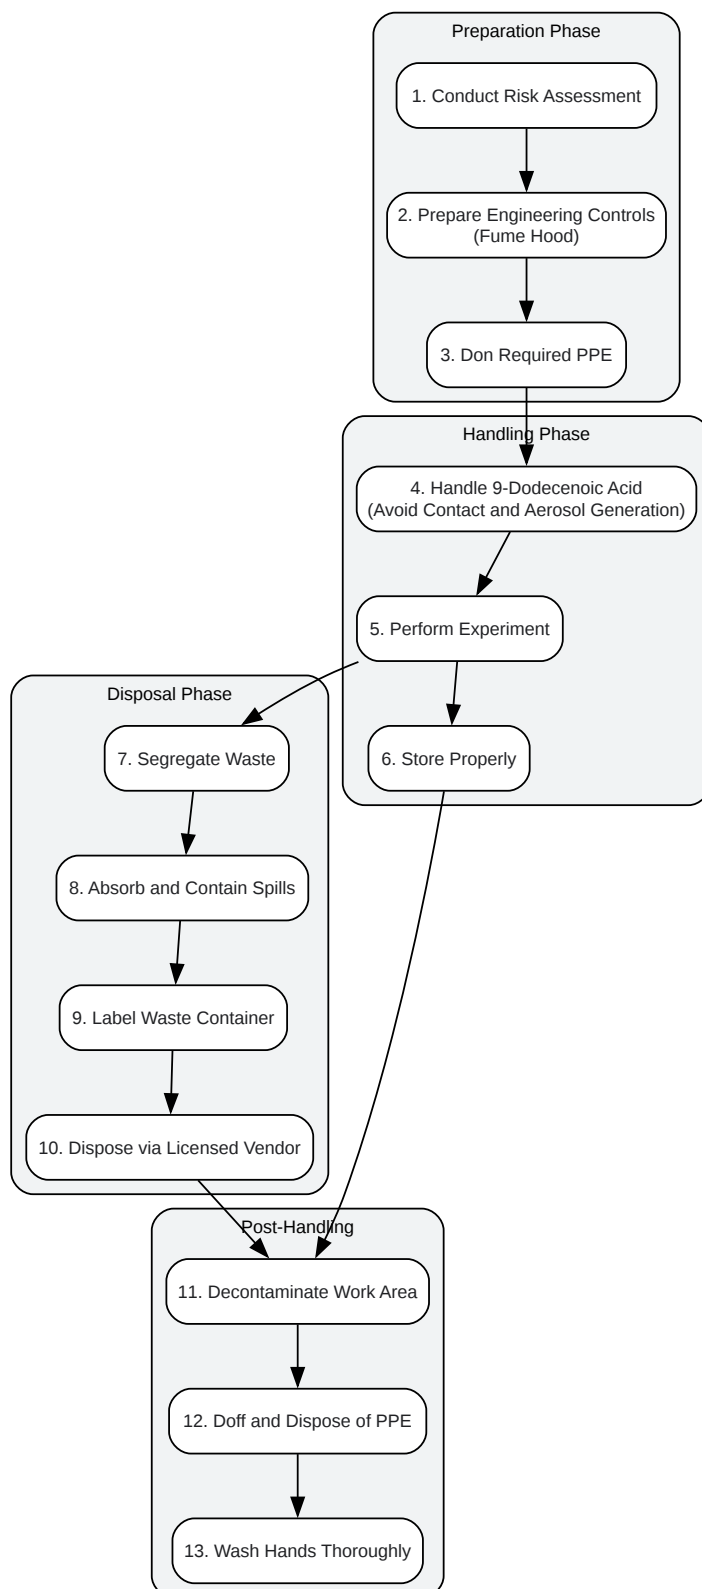 Preparation Phase
1. Conduct Risk Assessment
2. Prepare Engineering Controls
(Fume Hood)
3. Don Required PPE
Handling Phase
4. Handle 9-Dodecenoic Acid
(Avoid Contact and Aerosol Generation)
5. Perform Experiment
6. Store Properly
Disposal Phase
7. Segregate Waste
8. Absorb and Contain Spills
9. Label Waste Container
10. Dispose via Licensed Vendor
Post-Handling
11. Decontaminate Work Area
12. Doff and Dispose of PPE
13. Wash Hands Thoroughly